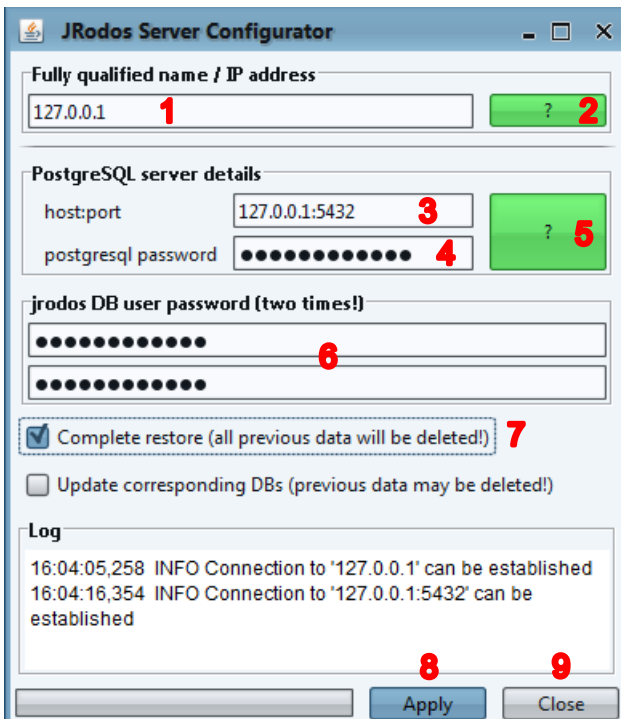 JRodos Server Configurator
Fully qualified name / IP address
127.0.0.1 1 ? 2
PostgreSQL server details
host:port 127.0.0.1:5432 3
? 5
postgresql password ●●●●●●●●●●●● 4
jrodos DB user password (two times!)
●●●●●●●●●●●●
6
●●●●●●●●●●●●
Complete restore (all previous data will be deleted!) 7
Update corresponding DBs (previous data may be deleted!)
Log
16:04:05,258 INFO Connection to '127.0.0.1' can be established
16:04:16,354 INFO Connection to '127.0.0.1:5432' can be
established
8 9
Apply Close